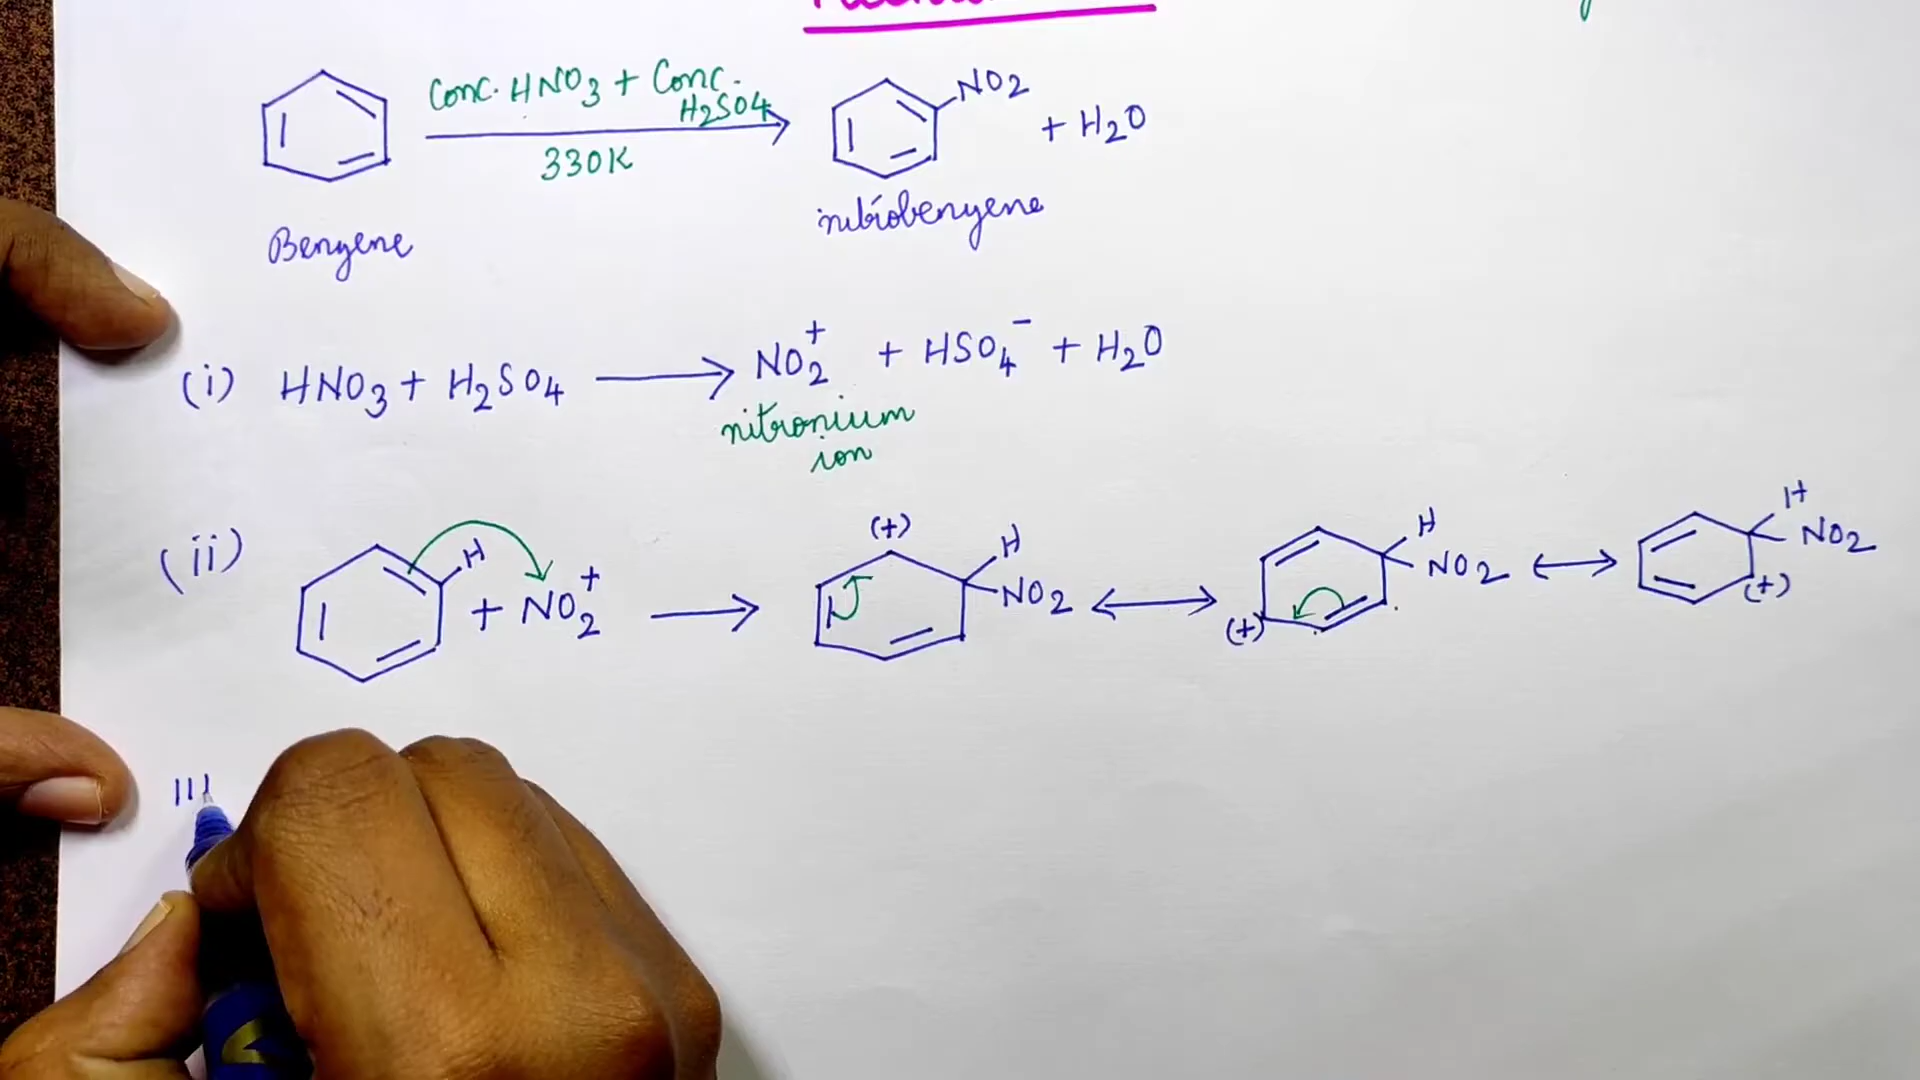 Conc. HNO3 + Conc.
H2SO4
330K
NO2
+ H2O
Benzene
nitrobenzene
(i) HNO3 + H2SO4 ⟶ NO2+ + HSO4− + H2O
nitronium
ion
(ii) H + NO2+ ⟶ (+) H NO2 ⟷ (+) H NO2 ⟷ H NO2 (+)
III